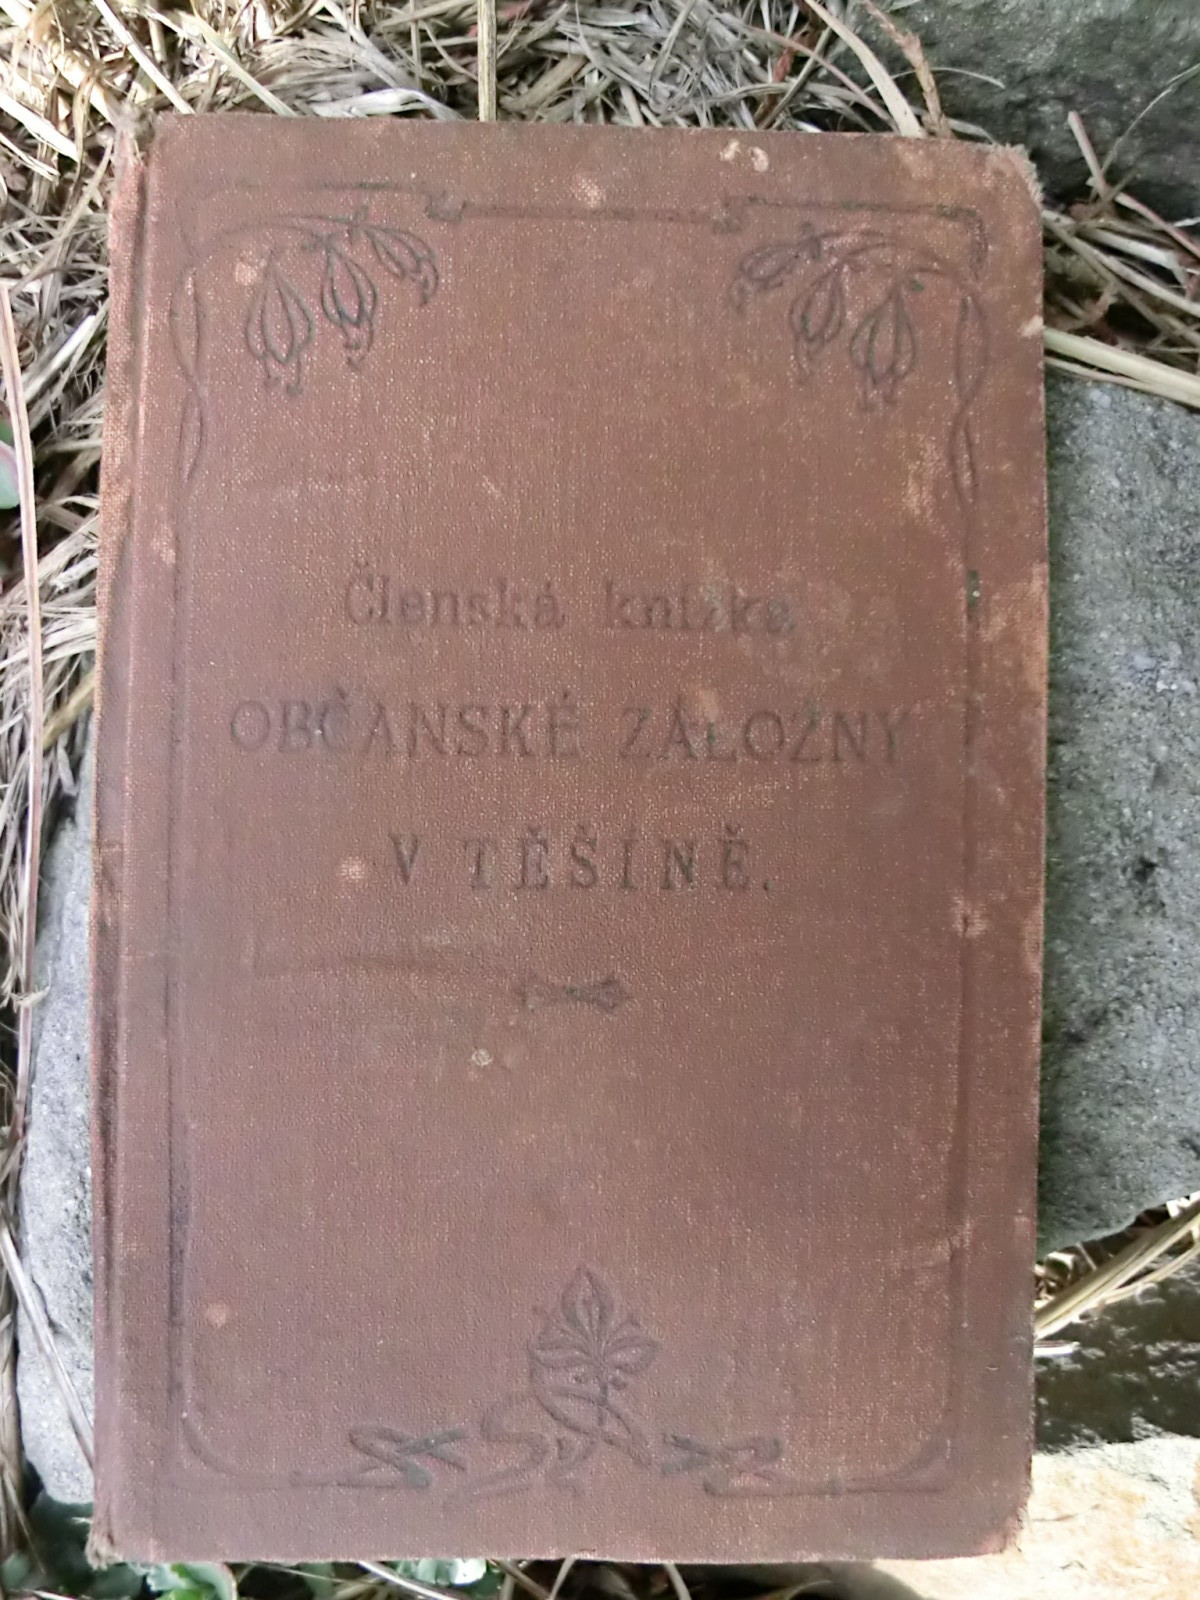 Členská knížka
OBČANSKÉ ZÁLOŽNY
V TĚŠÍNĚ.